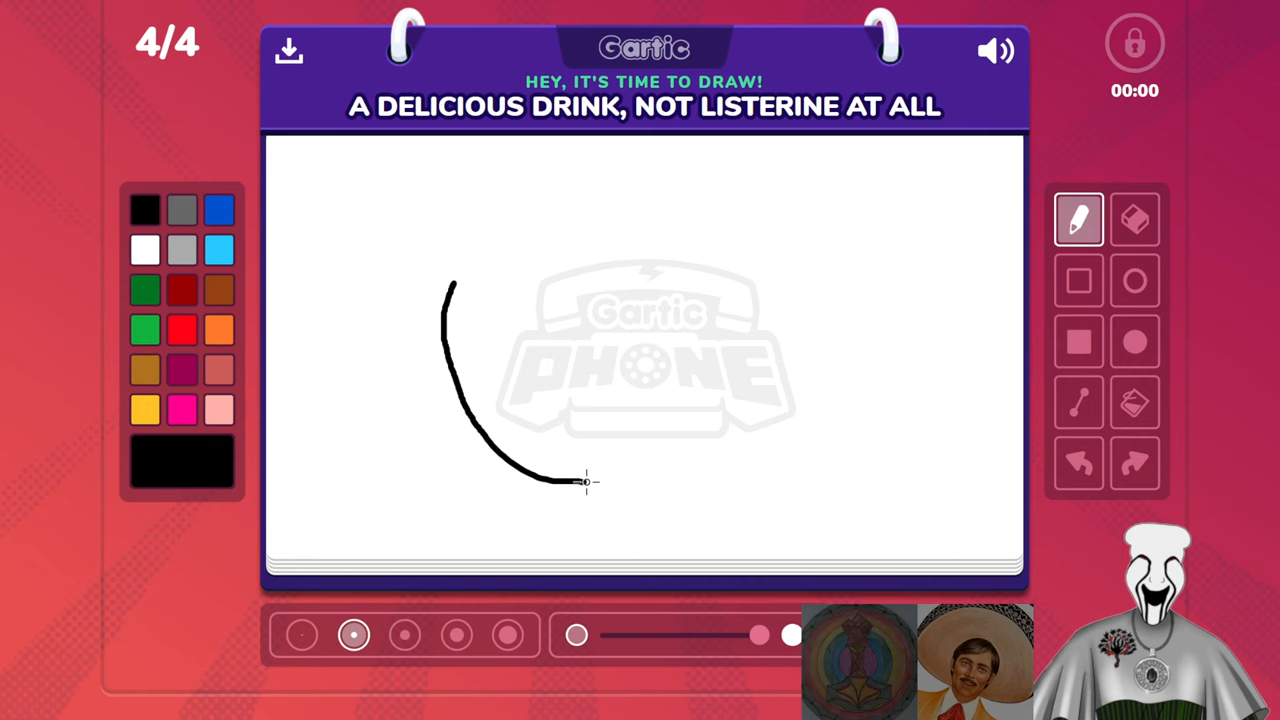 4/4
Gartic
HEY, IT'S TIME TO DRAW!
A DELICIOUS DRINK, NOT LISTERINE AT ALL
00:00
Gartic
PHONE